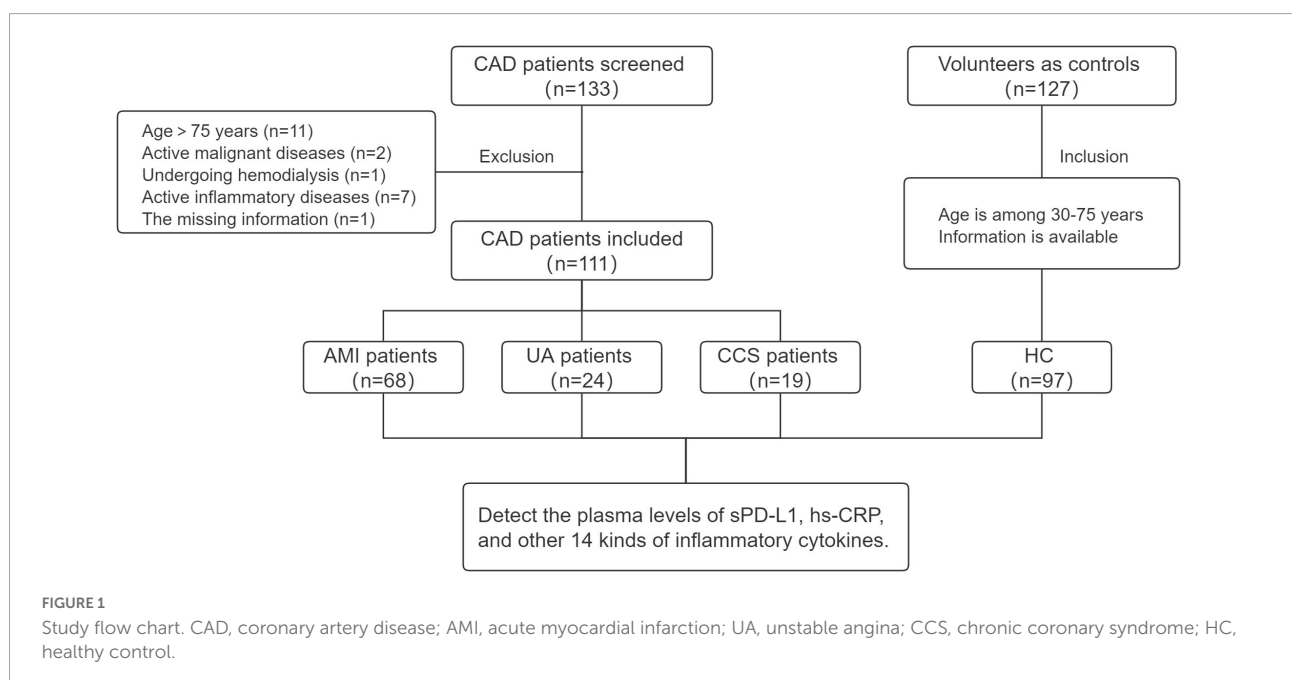 CAD patients screened
(n=133)
Volunteers as controls
(n=127)
Age > 75 years (n=11)
Active malignant diseases (n=2)
Undergoing hemodialysis (n=1)
Active inflammatory diseases (n=7)
The missing information (n=1)
Exclusion
Inclusion
Age is among 30-75 years
Information is available
CAD patients included
(n=111)
AMI patients
(n=68)
UA patients
(n=24)
CCS patients
(n=19)
HC
(n=97)
Detect the plasma levels of sPD-L1, hs-CRP,
and other 14 kinds of inflammatory cytokines.
FIGURE 1
Study flow chart. CAD, coronary artery disease; AMI, acute myocardial infarction; UA, unstable angina; CCS, chronic coronary syndrome; HC,
healthy control.